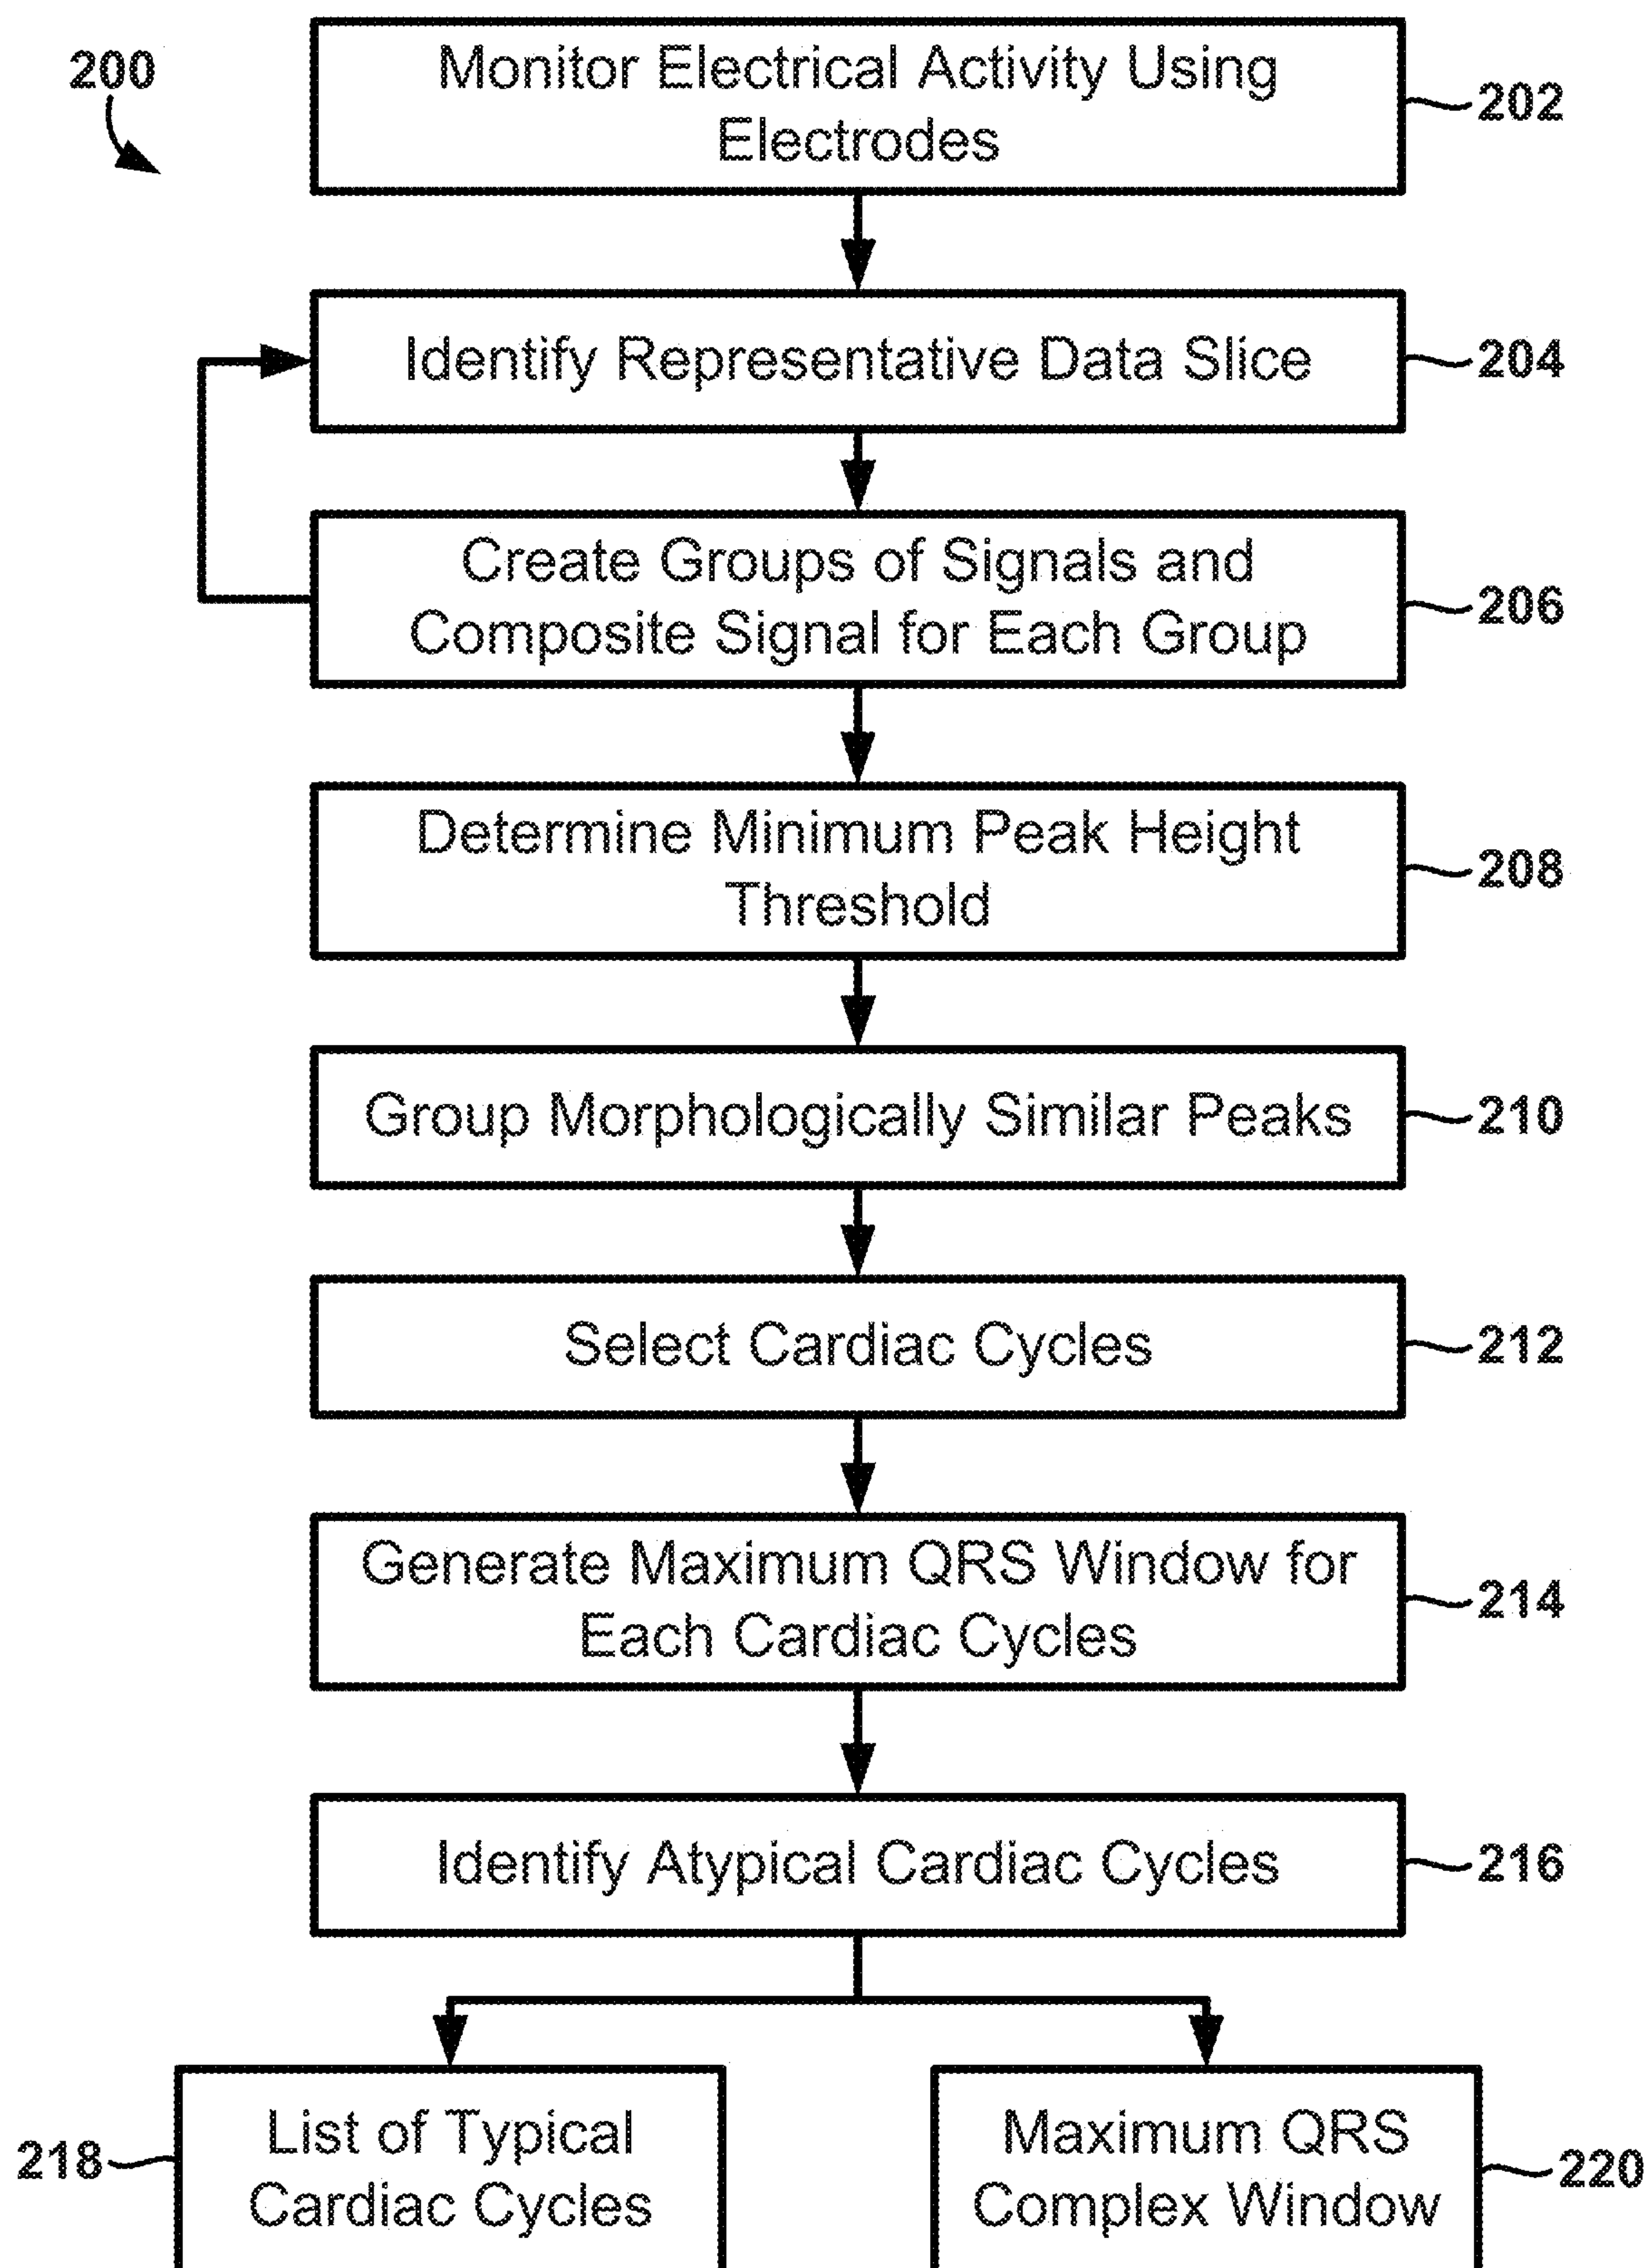 200
Monitor Electrical Activity Using
Electrodes
202
Identify Representative Data Slice
204
Create Groups of Signals and
Composite Signal for Each Group
206
Determine Minimum Peak Height
Threshold
208
Group Morphologically Similar Peaks
210
Select Cardiac Cycles
212
Generate Maximum QRS Window for
Each Cardiac Cycles
214
Identify Atypical Cardiac Cycles
216
218
List of Typical
Cardiac Cycles
Maximum QRS
Complex Window
220